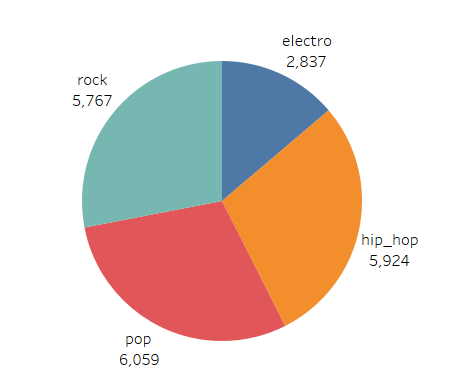 electro
2,837
rock
5,767
hip_hop
5,924
pop
6,059